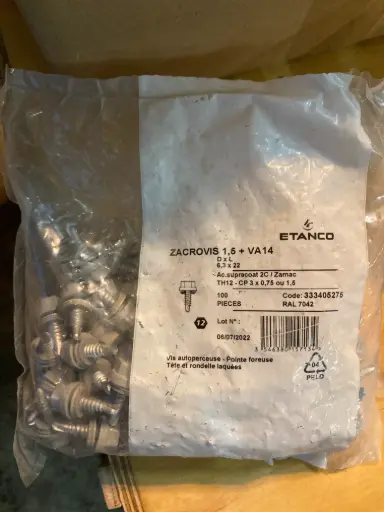 ETANCO
ZACROVIS 1,5 + VA14
D x L
6,3 x 22
Ac.supracoat 2C / Zamac
TH12 - CP 3 x 0,75 ou 1,5
100 Code: 333405275
PIECES RAL 7042
12 Lot N° :
06/07/2022
Vis autoperceuse - Pointe foreuse
Tête et rondelle laquées
04
PELD